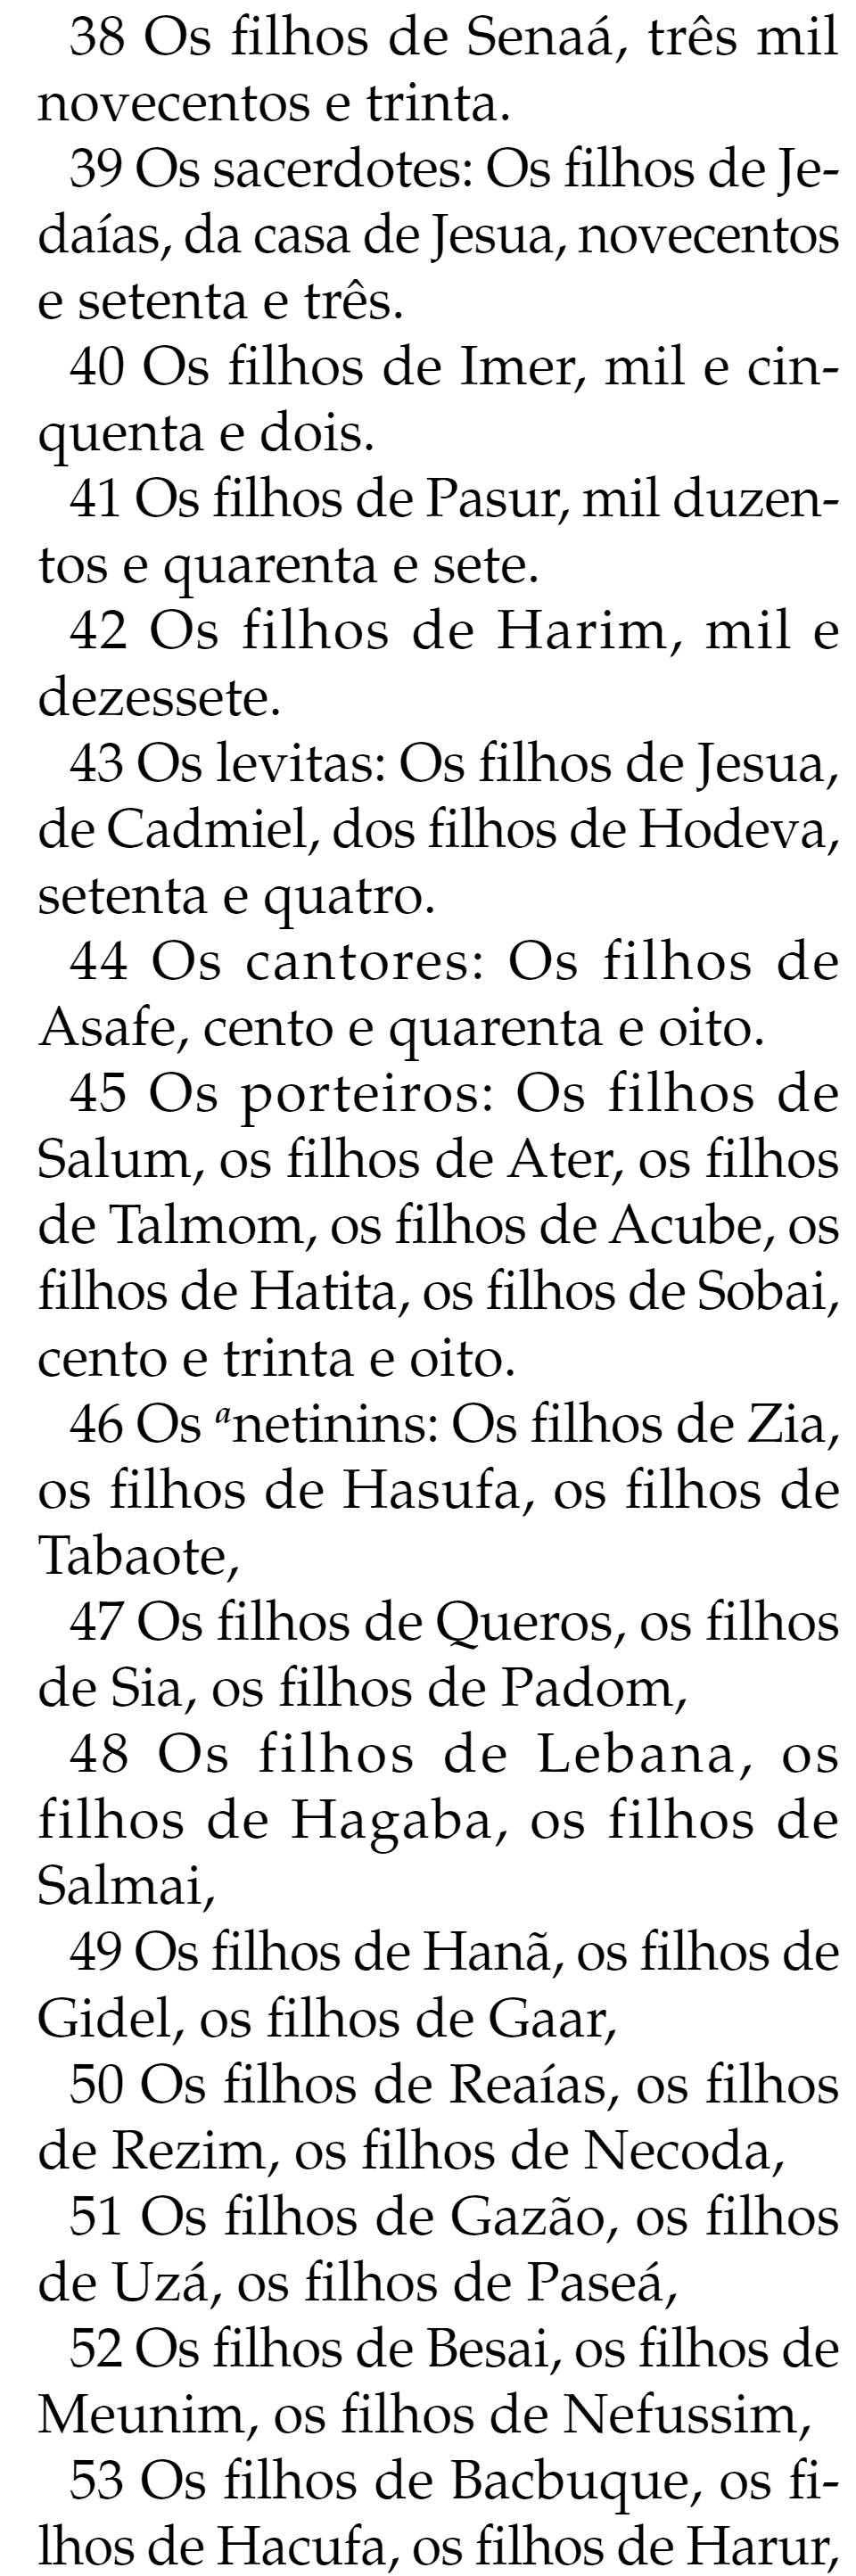 38 Os filhos de Senaá, três mil
novecentos e trinta.
39 Os sacerdotes: Os filhos de Je-
daías, da casa de Jesua, novecentos
e setenta e três.
40 Os filhos de Imer, mil e cin-
quenta e dois.
41 Os filhos de Pasur, mil duzen-
tos e quarenta e sete.
42 Os filhos de Harim, mil e
dezessete.
43 Os levitas: Os filhos de Jesua,
de Cadmiel, dos filhos de Hodeva,
setenta e quatro.
44 Os cantores: Os filhos de
Asafe, cento e quarenta e oito.
45 Os porteiros: Os filhos de
Salum, os filhos de Ater, os filhos
de Talmom, os filhos de Acube, os
filhos de Hatita, os filhos de Sobai,
cento e trinta e oito.
46 Os ᵃnetinins: Os filhos de Zia,
os filhos de Hasufa, os filhos de
Tabaote,
47 Os filhos de Queros, os filhos
de Sia, os filhos de Padom,
48 Os filhos de Lebana, os
filhos de Hagaba, os filhos de
Salmai,
49 Os filhos de Hanã, os filhos de
Gidel, os filhos de Gaar,
50 Os filhos de Reaías, os filhos
de Rezim, os filhos de Necoda,
51 Os filhos de Gazão, os filhos
de Uzá, os filhos de Paseá,
52 Os filhos de Besai, os filhos de
Meunim, os filhos de Nefussim,
53 Os filhos de Bacbuque, os fi-
lhos de Hacufa, os filhos de Harur,